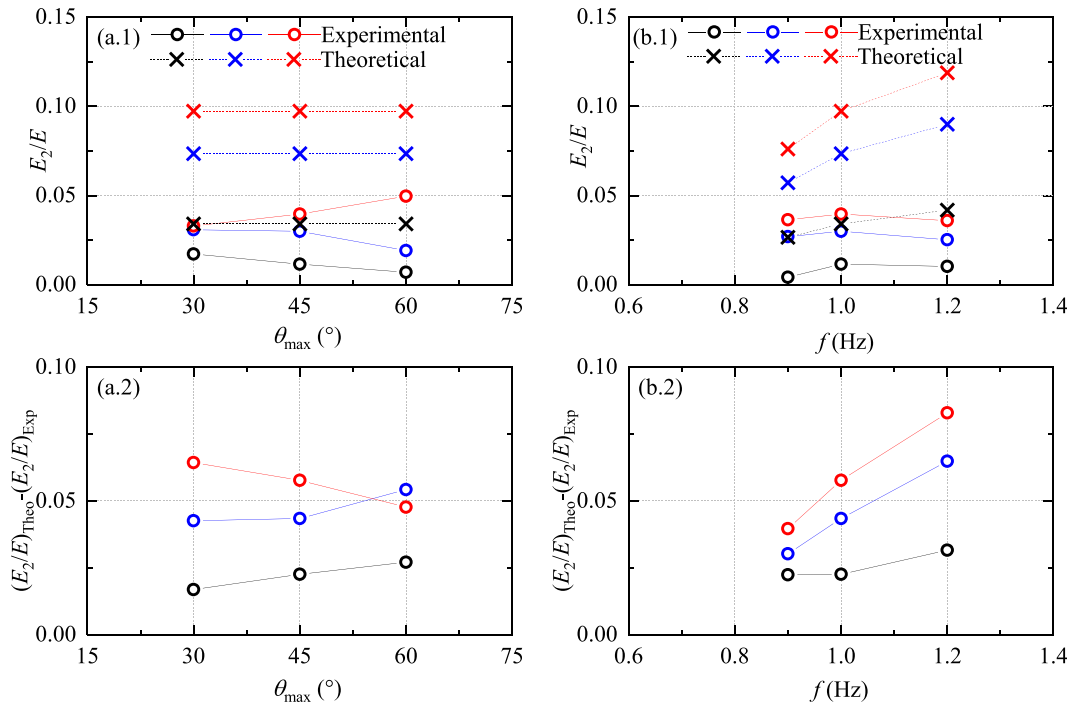 (a.1)
Experimental
Theoretical
0.15
0.10
0.05
0.00
E₂/E
15 30 45 60 75
θmax (°)
(b.1)
Experimental
Theoretical
0.15
0.10
0.05
0.00
E₂/E
0.6 0.8 1.0 1.2 1.4
f (Hz)
(a.2)
0.10
0.05
0.00
(E₂/E)Theo-(E₂/E)Exp
15 30 45 60 75
θmax (°)
(b.2)
0.10
0.05
0.00
(E₂/E)Theo-(E₂/E)Exp
0.6 0.8 1.0 1.2 1.4
f (Hz)